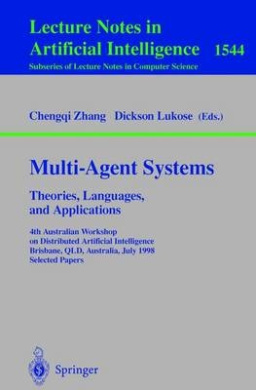 Lecture Notes in
Artificial Intelligence 1544
Subseries of Lecture Notes in Computer Science
Chengqi Zhang Dickson Lukose (Eds.)
Multi-Agent Systems
Theories, Languages,
and Applications
4th Australian Workshop
on Distributed Artificial Intelligence
Brisbane, QLD, Australia, July 1998
Selected Papers
Springer